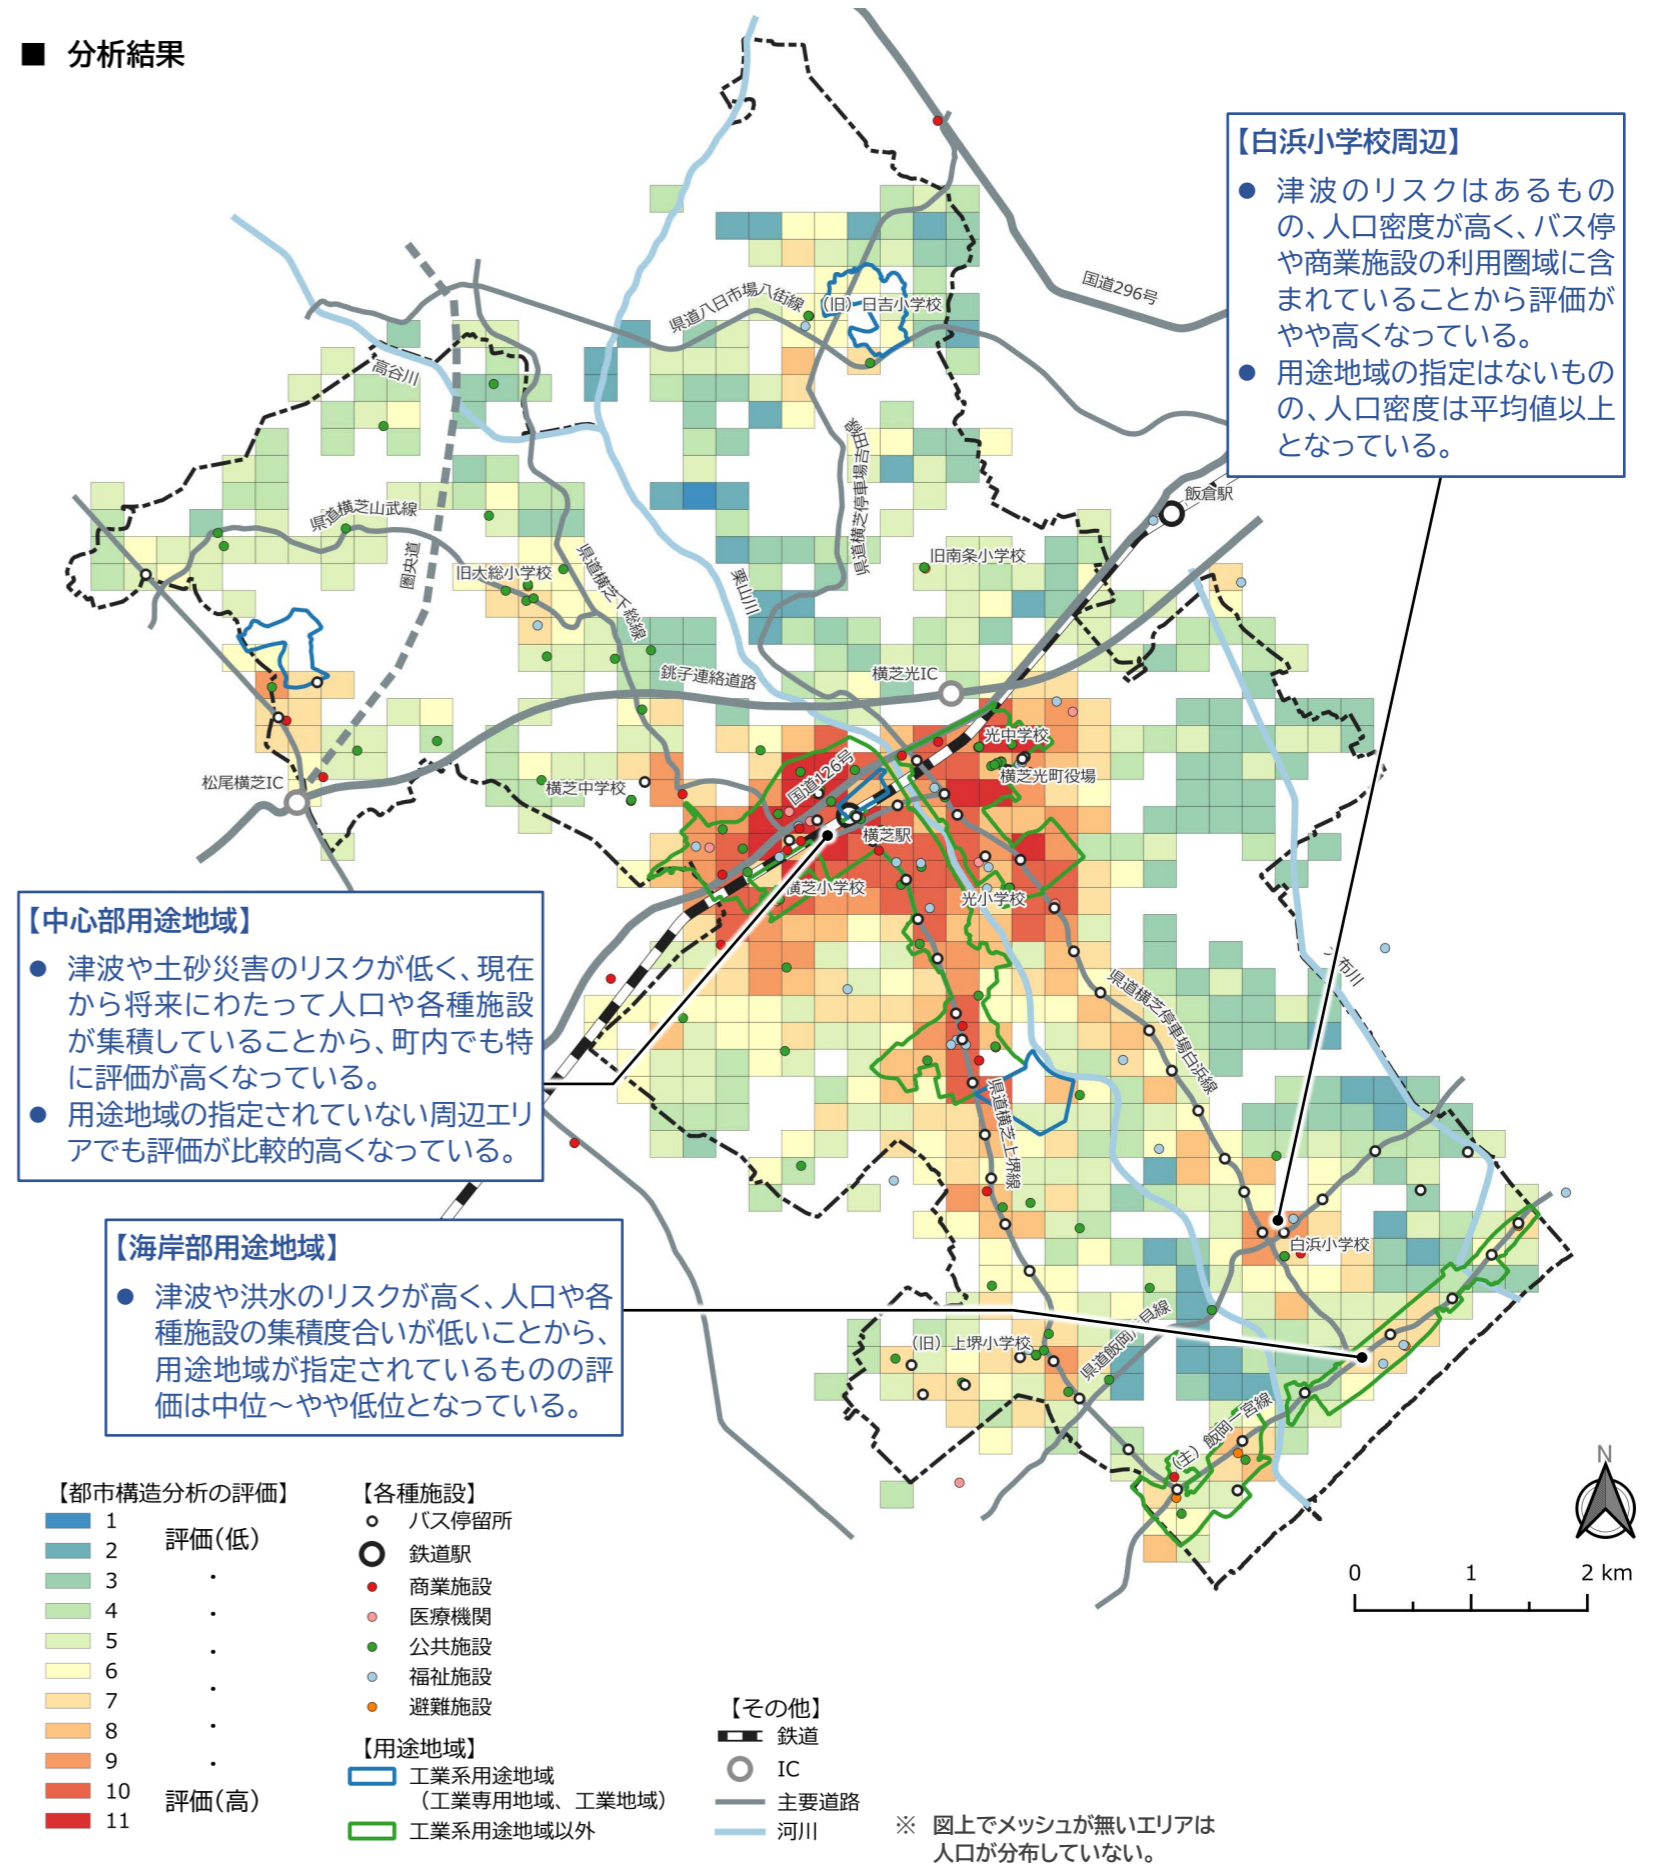 ■ 分析結果
【白浜小学校周辺】
● 津波のリスクはあるもの
の、人口密度が高く、バス停
や商業施設の利用圏域に含
まれていることから評価が
やや高くなっている。
● 用途地域の指定はないもの
の、人口密度は平均値以上
となっている。
国道296号
県道八日市場八街線
(旧)日吉小学校
高谷川
県道横芝停車場吉田線
飯倉駅
県道横芝山武線
圏央道
旧大総小学校
県道横芝下総線
栗山川
旧南条小学校
銚子連絡道路
横芝光IC
光中学校
国道126号
横芝光町役場
松尾横芝IC
横芝中学校
横芝駅
横芝小学校
光小学校
【中心部用途地域】
● 津波や土砂災害のリスクが低く、現在
から将来にわたって人口や各種施設
が集積していることから、町内でも特
に評価が高くなっている。
● 用途地域の指定されていない周辺エリ
アでも評価が比較的高くなっている。
布川
県道横芝停車場白浜線
県道横芝上堺線
白浜小学校
【海岸部用途地域】
● 津波や洪水のリスクが高く、人口や各
種施設の集積度合いが低いことから、
用途地域が指定されているものの評
価は中位~やや低位となっている。
(旧)上堺小学校
県道飯岡片貝線
(主)飯岡一宮線
N
0 1 2 km
【都市構造分析の評価】
1
2
3
4
5
6
7
8
9
10
11
評価(低)
・
・
・
・
・
・
評価(高)
【各種施設】
バス停留所
鉄道駅
商業施設
医療機関
公共施設
福祉施設
避難施設
【用途地域】
工業系用途地域
(工業専用地域、工業地域)
工業系用途地域以外
【その他】
鉄道
IC
主要道路
河川
※ 図上でメッシュが無いエリアは
人口が分布していない。